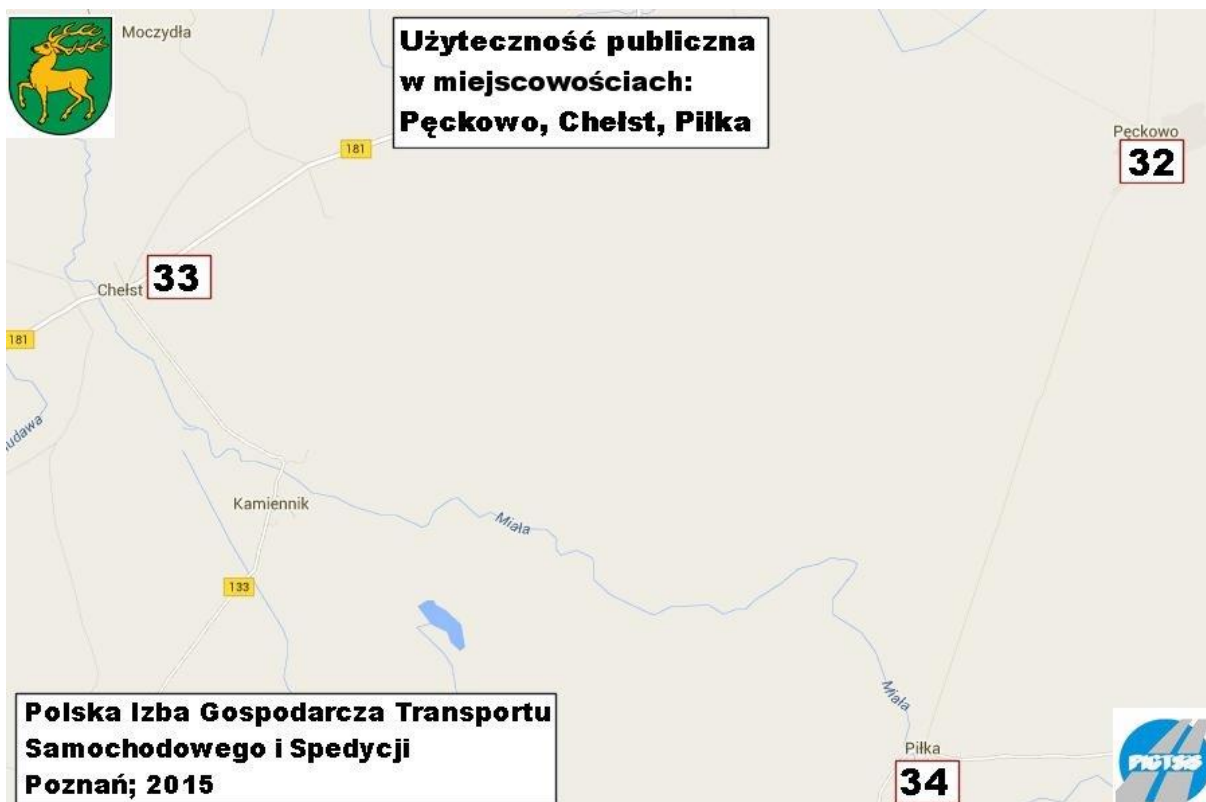 Moczydła
Użyteczność publiczna
w miejscowościach:
Pęckowo, Chełst, Piłka
181
Pęckowo
32
33
Chełst
181
Kamiennik
Miała
133
Miała
Polska Izba Gospodarcza Transportu
Samochodowego i Spedycji
Poznań; 2015
Piłka
34
PIGTSiS